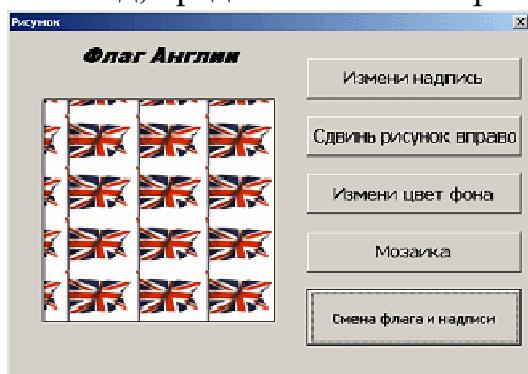 Рисунок
Флаг Англии
Измени надпись
Сдвинь рисунок вправо
Измени цвет фона
Мозаика
Смена флага и надписи